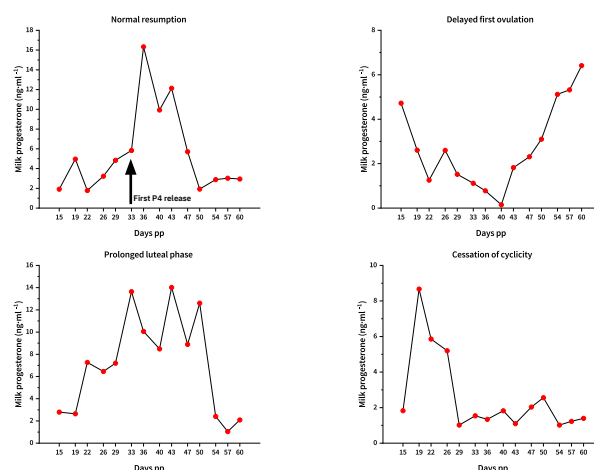 Normal resumption
Milk progesterone (ng·ml⁻¹)
18
16
14
12
10
8
6
4
2
0
First P4 release
15 19 22 26 29 33 36 40 43 47 50 54 57 60
Days pp
Delayed first ovulation
Milk progesterone (ng·ml⁻¹)
8
6
4
2
0
15 19 22 26 29 33 36 40 43 47 50 54 57 60
Days pp
Prolonged luteal phase
Milk progesterone (ng·ml⁻¹)
16
14
12
10
8
6
4
2
0
15 19 22 26 29 33 36 40 43 47 50 54 57 60
Days pp
Cessation of cyclicity
Milk progesterone (ng·ml⁻¹)
10
8
6
4
2
0
15 19 22 26 29 33 36 40 43 47 50 54 57 60
Days pp